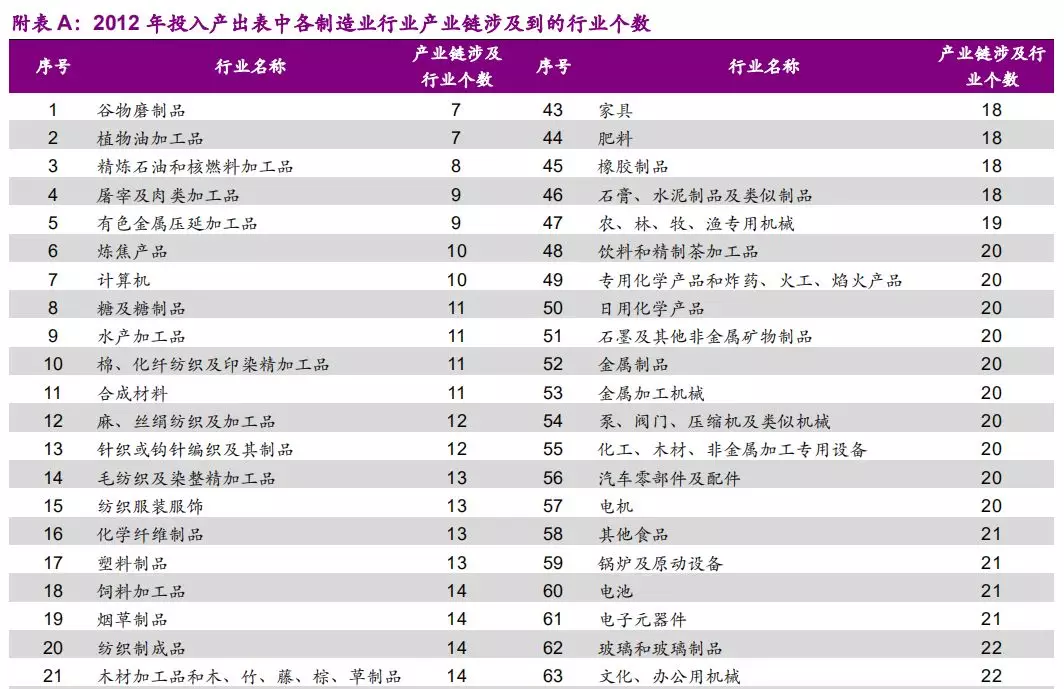 附表 A：2012 年投入产出表中各制造业行业产业链涉及到的行业个数
序号 行业名称 产业链涉及行业个数 序号 行业名称 产业链涉及行业个数
1 谷物磨制品 7 43 家具 18
2 植物油加工品 7 44 肥料 18
3 精炼石油和核燃料加工品 8 45 橡胶制品 18
4 屠宰及肉类加工品 9 46 石膏、水泥制品及类似制品 18
5 有色金属压延加工品 9 47 农、林、牧、渔专用机械 19
6 炼焦产品 10 48 饮料和精制茶加工品 20
7 计算机 10 49 专用化学产品和炸药、火工、焰火产品 20
8 糖及糖制品 11 50 日用化学产品 20
9 水产加工品 11 51 石墨及其他非金属矿物制品 20
10 棉、化纤纺织及印染精加工品 11 52 金属制品 20
11 合成材料 11 53 金属加工机械 20
12 麻、丝绢纺织及加工品 12 54 泵、阀门、压缩机及类似机械 20
13 针织或钩针编织及其制品 12 55 化工、木材、非金属加工专用设备 20
14 毛纺织及染整精加工品 13 56 汽车零部件及配件 20
15 纺织服装服饰 13 57 电机 20
16 化学纤维制品 13 58 其他食品 21
17 塑料制品 13 59 锅炉及原动设备 21
18 饲料加工品 14 60 电池 21
19 烟草制品 14 61 电子元器件 21
20 纺织制成品 14 62 玻璃和玻璃制品 22
21 木材加工品和木、竹、藤、棕、草制品 14 63 文化、办公用机械 22